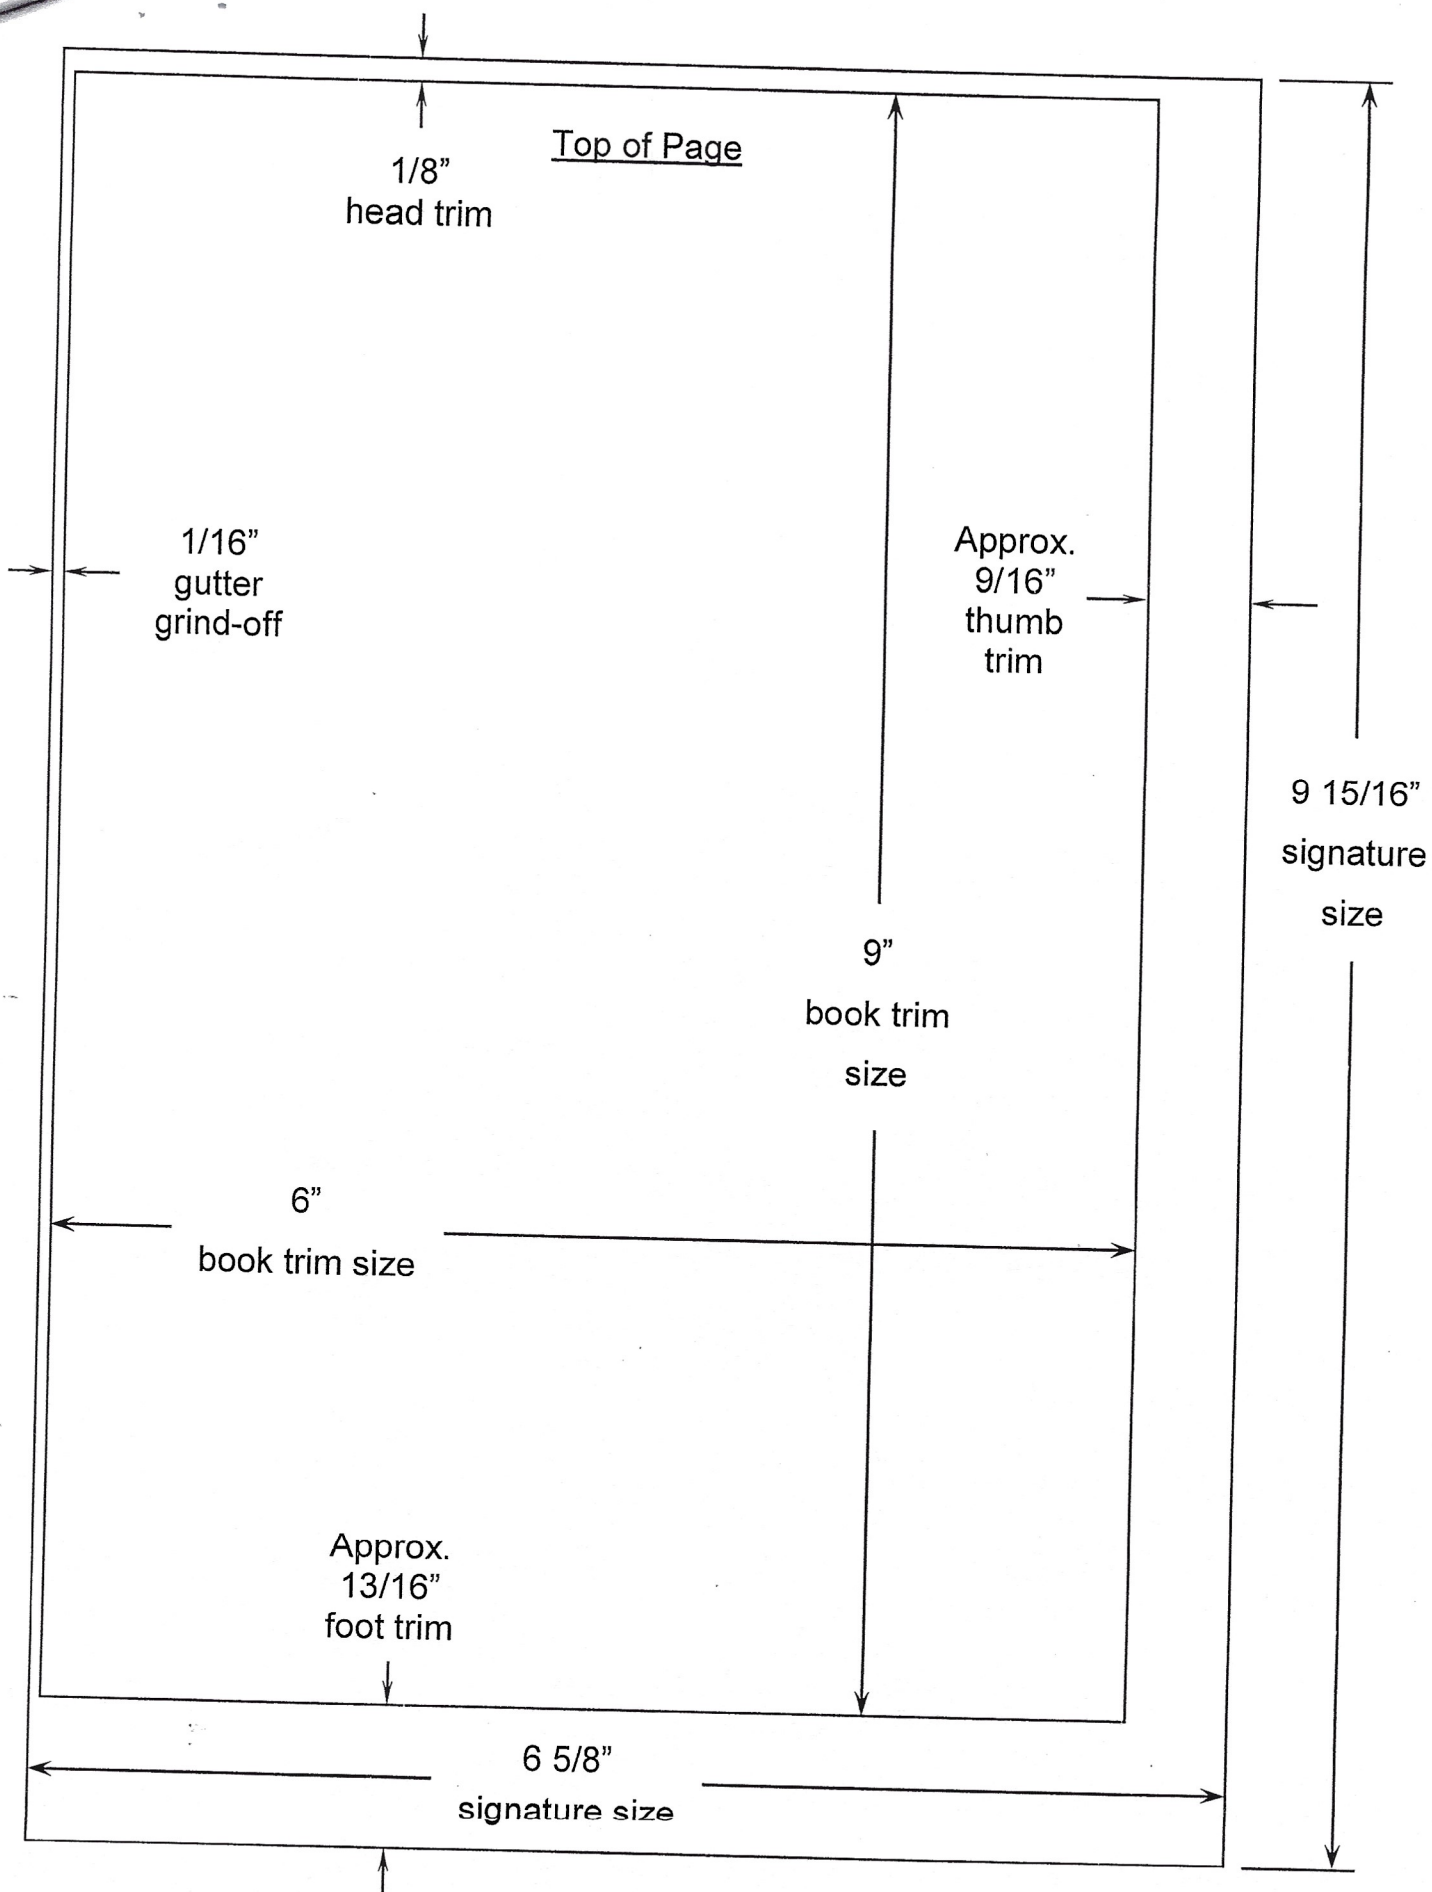 Top of Page
1/8”
head trim
1/16”
gutter
grind-off
Approx.
9/16”
thumb
trim
9 15/16”
signature
size
9”
book trim
size
6”
book trim size
Approx.
13/16”
foot trim
6 5/8”
signature size